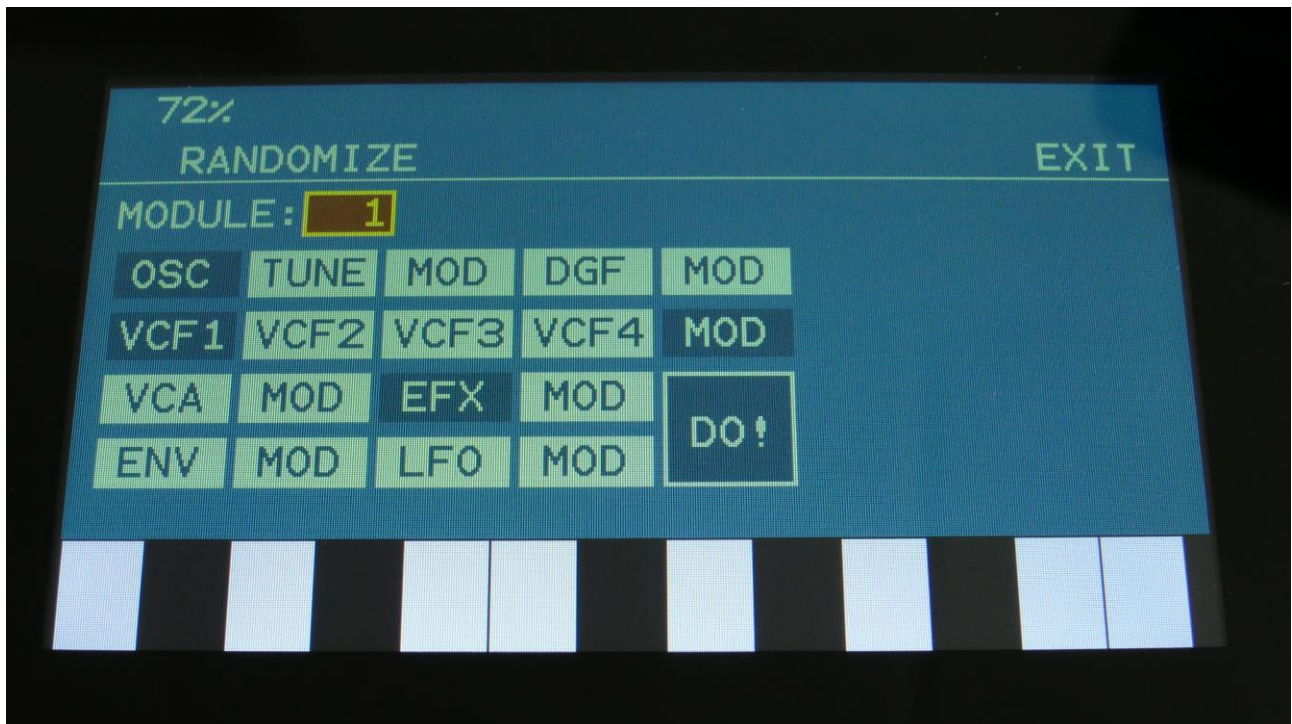 72%
RANDOMIZE EXIT
MODULE: 1
OSC TUNE MOD DGF MOD
VCF1 VCF2 VCF3 VCF4 MOD
VCA MOD EFX MOD
DO!
ENV MOD LFO MOD